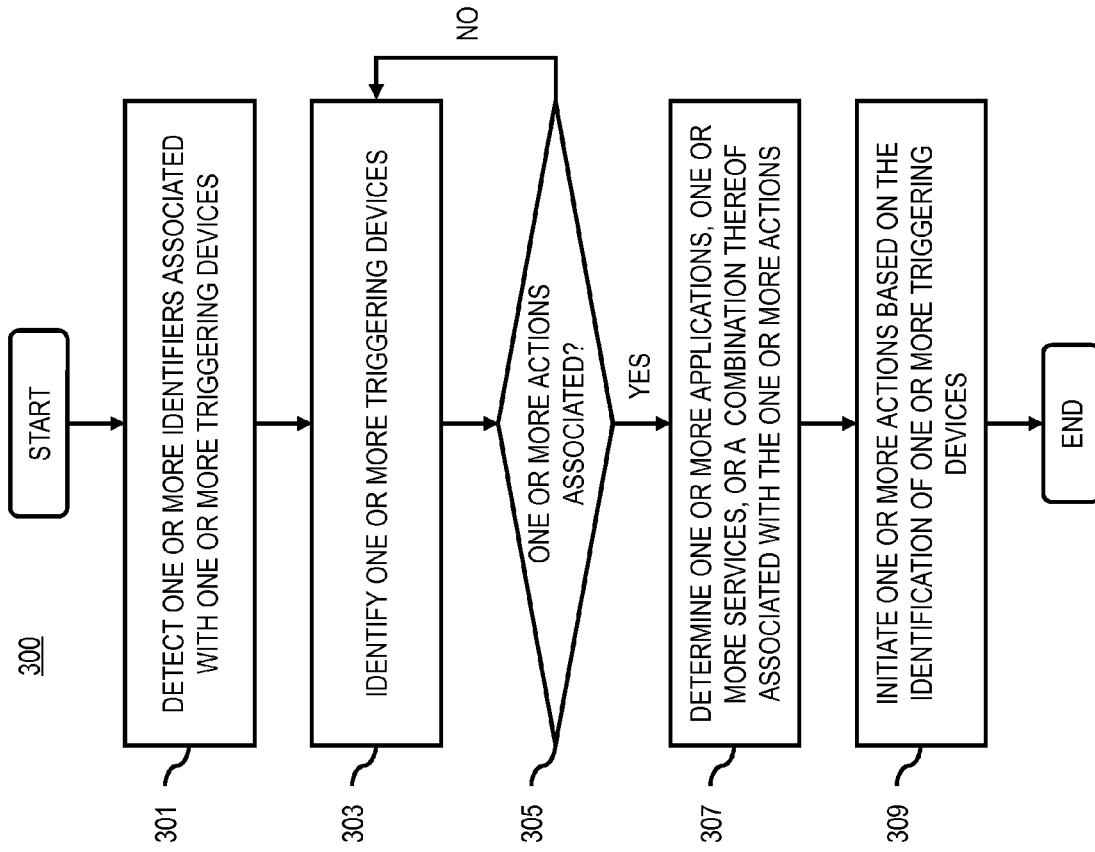 300
START
301
DETECT ONE OR MORE IDENTIFIERS ASSOCIATED
WITH ONE OR MORE TRIGGERING DEVICES
303
IDENTIFY ONE OR MORE TRIGGERING DEVICES
305
ONE OR MORE ACTIONS
ASSOCIATED?
NO
YES
307
DETERMINE ONE OR MORE APPLICATIONS, ONE OR
MORE SERVICES, OR A COMBINATION THEREOF
ASSOCIATED WITH THE ONE OR MORE ACTIONS
309
INITIATE ONE OR MORE ACTIONS BASED ON THE
IDENTIFICATION OF ONE OR MORE TRIGGERING
DEVICES
END